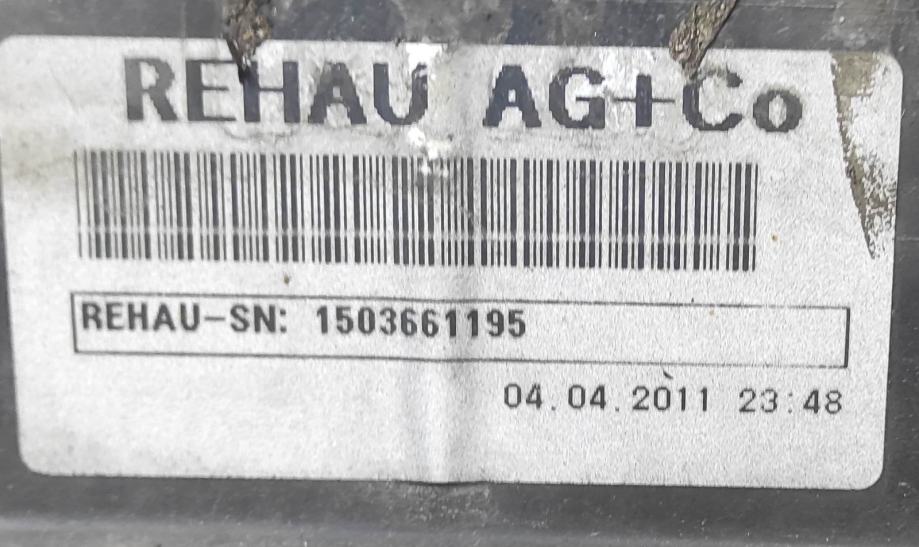 REHAU AG+Co
REHAU-SN: 1503661195
04.04.2011 23:48